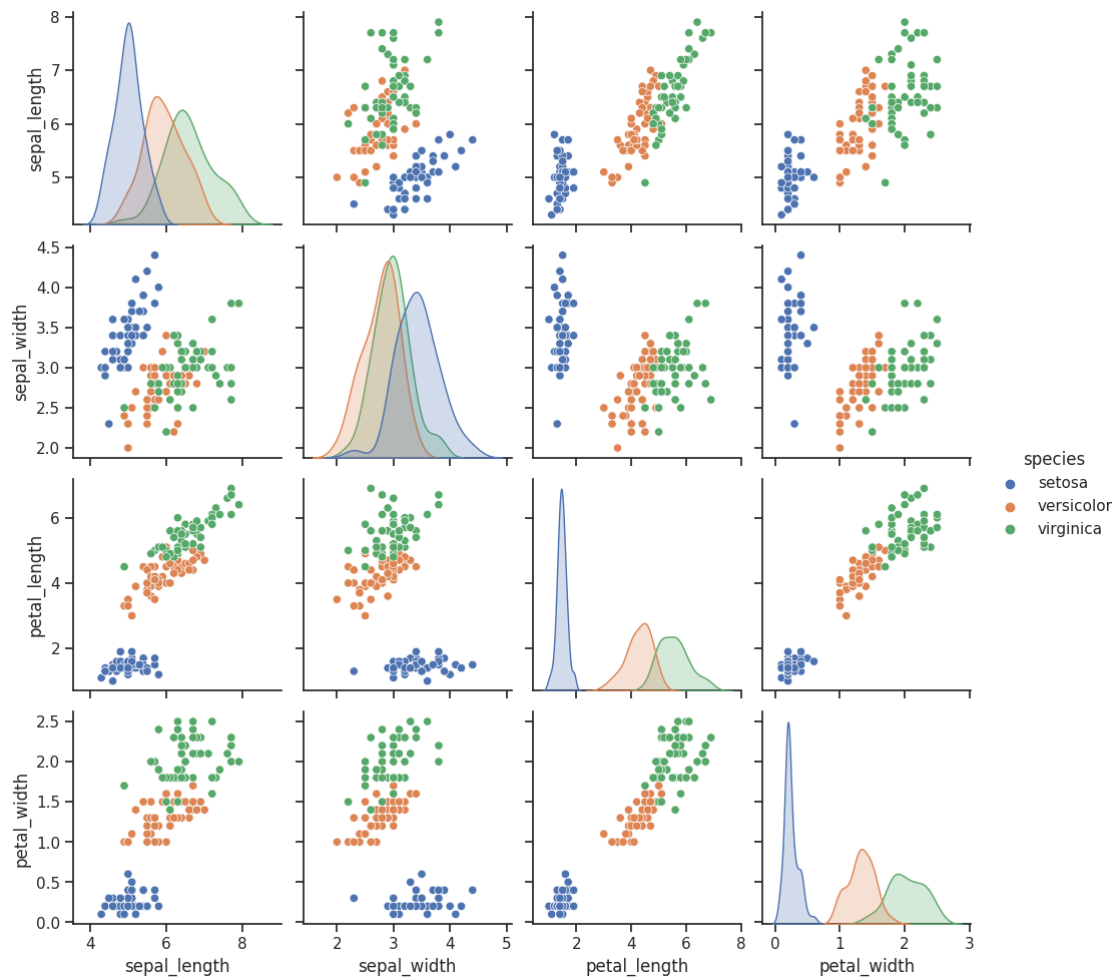 sepal_length
8
7
6
5
sepal_width
4.5
4.0
3.5
3.0
2.5
2.0
petal_length
6
4
2
petal_width
2.5
2.0
1.5
1.0
0.5
0.0
4 6 8
sepal_length
2 3 4 5
sepal_width
2 4 6 8
petal_length
0 1 2 3
petal_width
species
setosa
versicolor
virginica